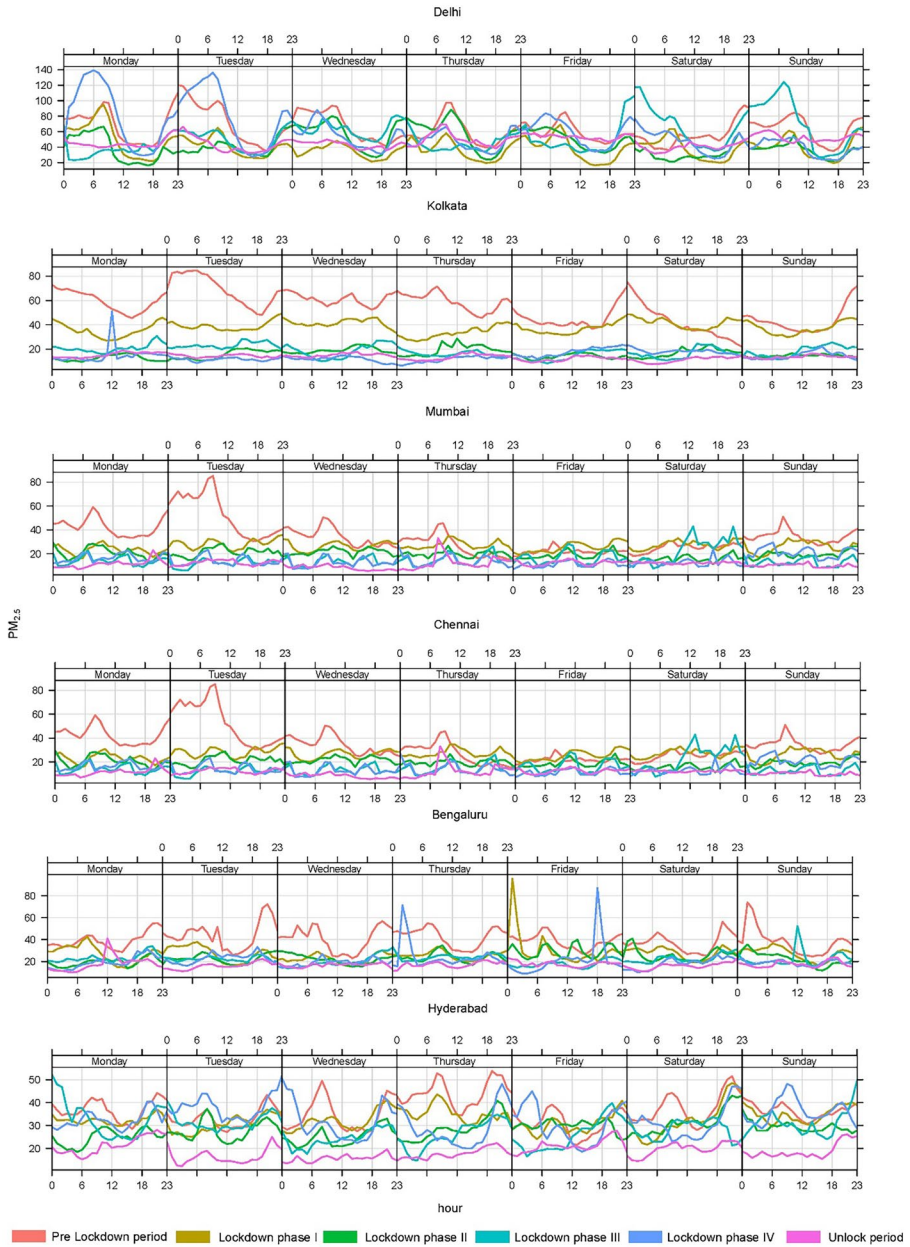 Delhi
0 6 12 18 23 0 6 12 18 23 0 6 12 18 23
Monday Tuesday Wednesday Thursday Friday Saturday Sunday
140
120
100
80
60
40
20
0 6 12 18 23 0 6 12 18 23 0 6 12 18 23 0 6 12 18 23
Kolkata
0 6 12 18 23 0 6 12 18 23 0 6 12 18 23
Monday Tuesday Wednesday Thursday Friday Saturday Sunday
80
60
40
20
0 6 12 18 23 0 6 12 18 23 0 6 12 18 23 0 6 12 18 23
Mumbai
0 6 12 18 23 0 6 12 18 23 0 6 12 18 23
Monday Tuesday Wednesday Thursday Friday Saturday Sunday
80
60
40
20
0 6 12 18 23 0 6 12 18 23 0 6 12 18 23 0 6 12 18 23
PM2.5
Chennai
0 6 12 18 23 0 6 12 18 23 0 6 12 18 23
Monday Tuesday Wednesday Thursday Friday Saturday Sunday
80
60
40
20
0 6 12 18 23 0 6 12 18 23 0 6 12 18 23 0 6 12 18 23
Bengaluru
0 6 12 18 23 0 6 12 18 23 0 6 12 18 23
Monday Tuesday Wednesday Thursday Friday Saturday Sunday
80
60
40
20
0 6 12 18 23 0 6 12 18 23 0 6 12 18 23 0 6 12 18 23
Hyderabad
0 6 12 18 23 0 6 12 18 23 0 6 12 18 23
Monday Tuesday Wednesday Thursday Friday Saturday Sunday
50
40
30
20
0 6 12 18 23 0 6 12 18 23 0 6 12 18 23 0 6 12 18 23
hour
Pre Lockdown period Lockdown phase I Lockdown phase II Lockdown phase III Lockdown phase IV Unlock period